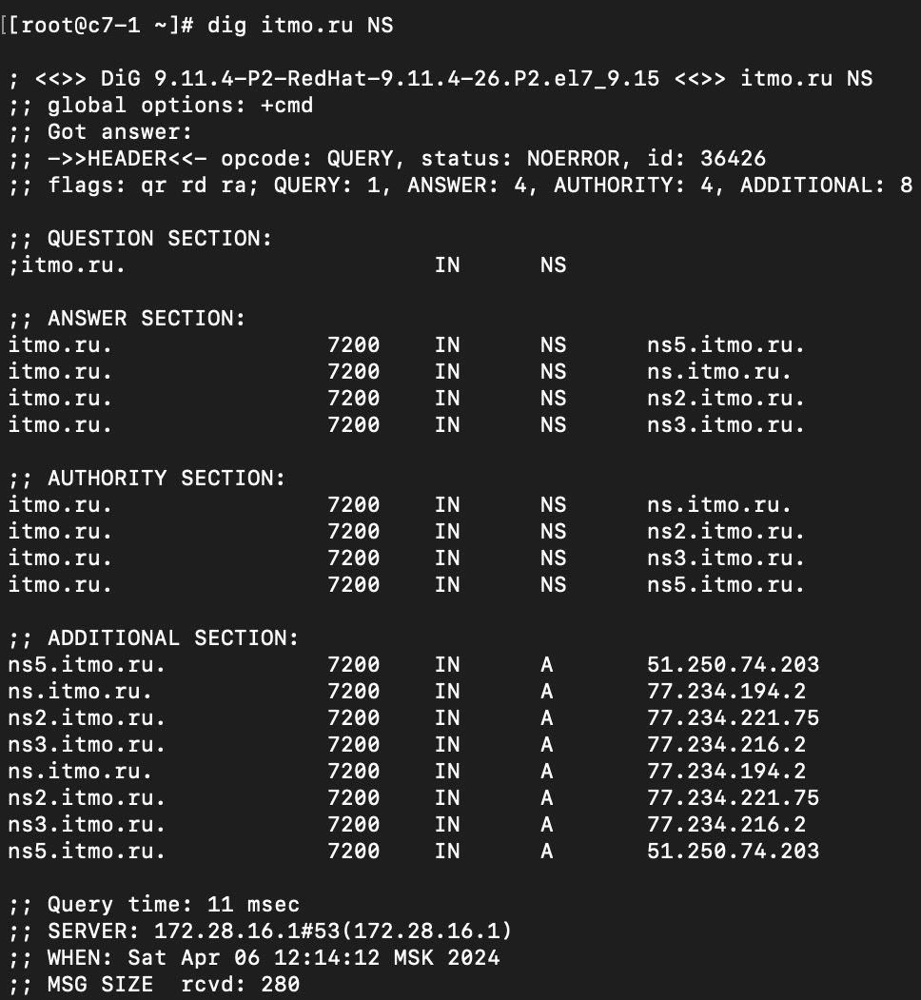 [[root@c7-1 ~]# dig itmo.ru NS

; <<>> DiG 9.11.4-P2-RedHat-9.11.4-26.P2.el7_9.15 <<>> itmo.ru NS
;; global options: +cmd
;; Got answer:
;; ->>HEADER<<- opcode: QUERY, status: NOERROR, id: 36426
;; flags: qr rd ra; QUERY: 1, ANSWER: 4, AUTHORITY: 4, ADDITIONAL: 8

;; QUESTION SECTION:
;itmo.ru. IN NS

;; ANSWER SECTION:
itmo.ru. 7200 IN NS ns5.itmo.ru.
itmo.ru. 7200 IN NS ns.itmo.ru.
itmo.ru. 7200 IN NS ns2.itmo.ru.
itmo.ru. 7200 IN NS ns3.itmo.ru.

;; AUTHORITY SECTION:
itmo.ru. 7200 IN NS ns.itmo.ru.
itmo.ru. 7200 IN NS ns2.itmo.ru.
itmo.ru. 7200 IN NS ns3.itmo.ru.
itmo.ru. 7200 IN NS ns5.itmo.ru.

;; ADDITIONAL SECTION:
ns5.itmo.ru. 7200 IN A 51.250.74.203
ns.itmo.ru. 7200 IN A 77.234.194.2
ns2.itmo.ru. 7200 IN A 77.234.221.75
ns3.itmo.ru. 7200 IN A 77.234.216.2
ns.itmo.ru. 7200 IN A 77.234.194.2
ns2.itmo.ru. 7200 IN A 77.234.221.75
ns3.itmo.ru. 7200 IN A 77.234.216.2
ns5.itmo.ru. 7200 IN A 51.250.74.203

;; Query time: 11 msec
;; SERVER: 172.28.16.1#53(172.28.16.1)
;; WHEN: Sat Apr 06 12:14:12 MSK 2024
;; MSG SIZE  rcvd: 280